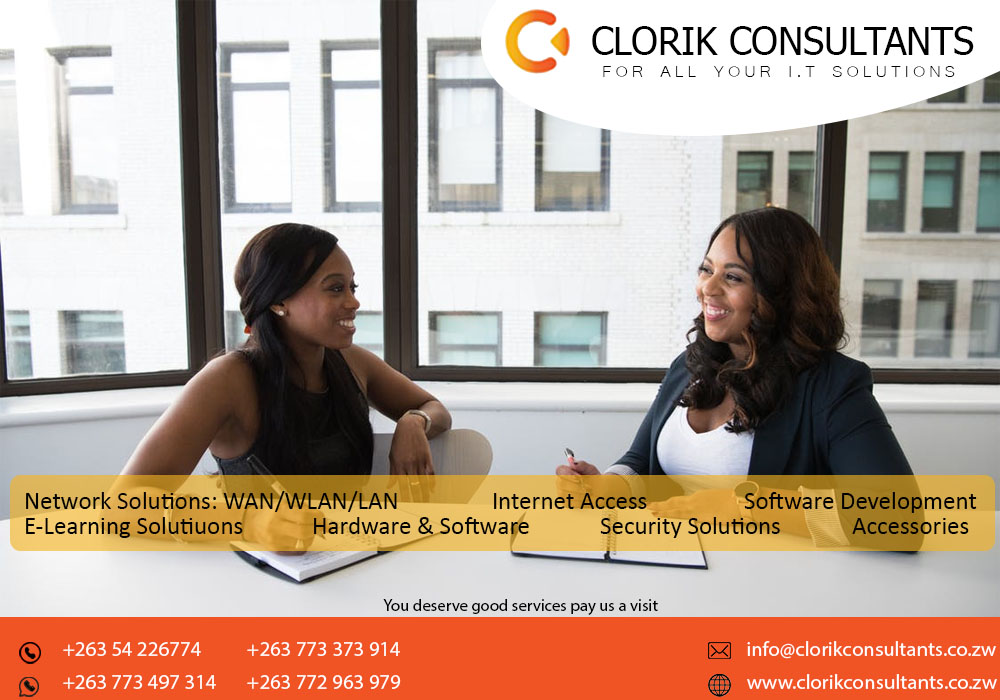 CLORIK CONSULTANTS
FOR ALL YOUR I.T SOLUTIONS
Network Solutions: WAN/WLAN/LAN Internet Access Software Development
E-Learning Solutiuons Hardware & Software Security Solutions Accessories
You deserve good services pay us a visit
+263 54 226774 +263 773 373 914 info@clorikconsultants.co.zw
+263 773 497 314 +263 772 963 979 www.clorikconsultants.co.zw